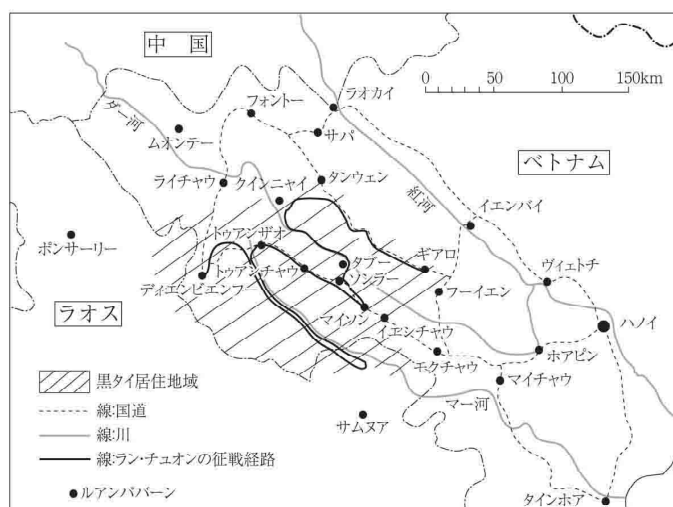 中　国
ラオカイ
0 50 100 150km
フォントー
サパ
ダー河
ムオンテー
ベトナム
ライチャウ
クインニャイ
タンウェン
紅河
イエンバイ
ポンサーリー
トゥアンザオ
タブー
ギアロ
ヴィェトチ
トゥアンチャウ
ソンラー
フーイエン
ディエンビエンフー
ハノイ
ラオス
マイソン
イエンチャウ
ホアピン
モクチャウ
マイチャウ
黒タイ居住地域
マー河
線:国道
サムヌア
線:川
線:ラン・チュオンの征戦経路
ルアンパバーン
タインホア